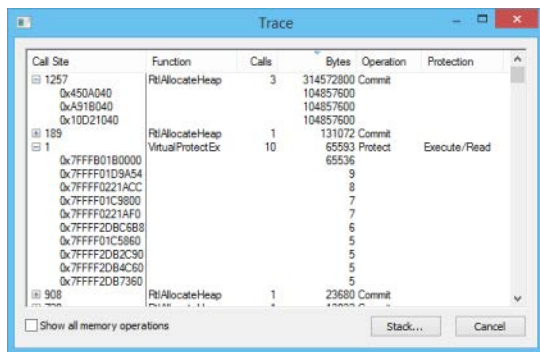 Trace
Call Site Function Calls Bytes Operation Protection
1257 RtlAllocateHeap 3 314572800 Commit
0x450A040 104857600
0xA91B040 104857600
0x10D21040 104857600
189 RtlAllocateHeap 1 131072 Commit
1 VirtualProtectEx 10 65593 Protect Execute/Read
0x7FFFB01B0000 65536
0x7FFFF01D9A54 9
0x7FFFF0221ACC 8
0x7FFFF01C9800 7
0x7FFFF0221AF0 7
0x7FFFF2DBC6B8 6
0x7FFFF01C5860 5
0x7FFFF2DB2C90 5
0x7FFFF2DB4C60 5
0x7FFFF2DB7360 5
908 RtlAllocateHeap 1 23680 Commit
Show all memory operations Stack... Cancel